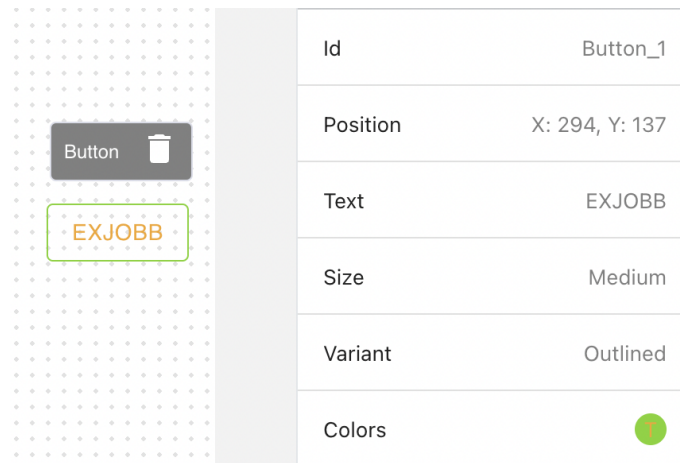 Id Button_1
Position X: 294, Y: 137
Button
Text EXJOBB
EXJOBB
Size Medium
Variant Outlined
Colors T